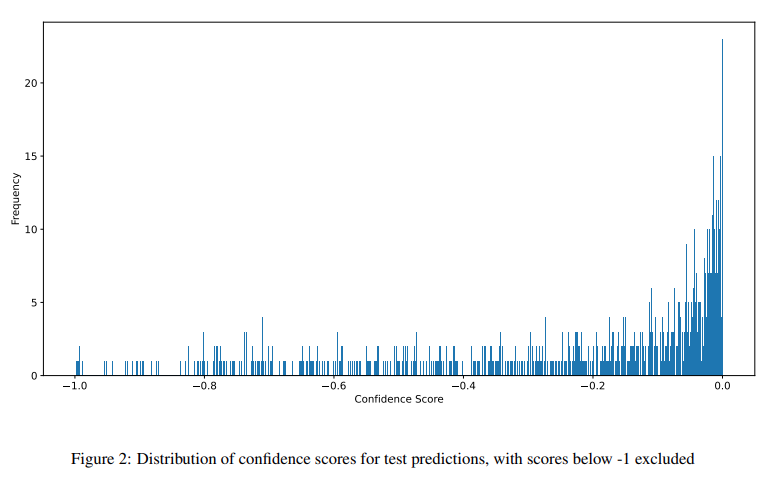 20
15
10
5
0
Frequency
−1.0 −0.8 −0.6 −0.4 −0.2 0.0
Confidence Score
Figure 2: Distribution of confidence scores for test predictions, with scores below -1 excluded